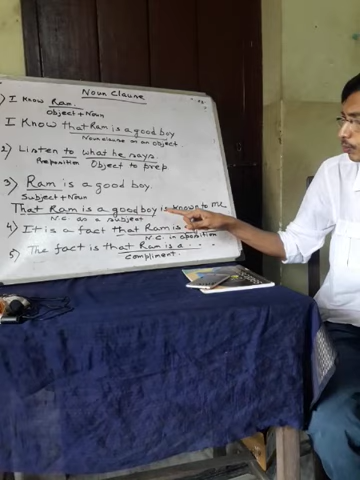 Noun Clause
1) I Know Ram.
Object + Noun
I Know that Ram is a good boy
Noun clause as an object
2) Listen to what he says.
Preposition Object to prep
3) Ram is a good boy.
Subject + Noun
That Ram is a good boy is known to me
N.C as a subject
4) It is a fact that Ram is
N.C in oposition
5) The fact is that Ram is a . . .
compliment.